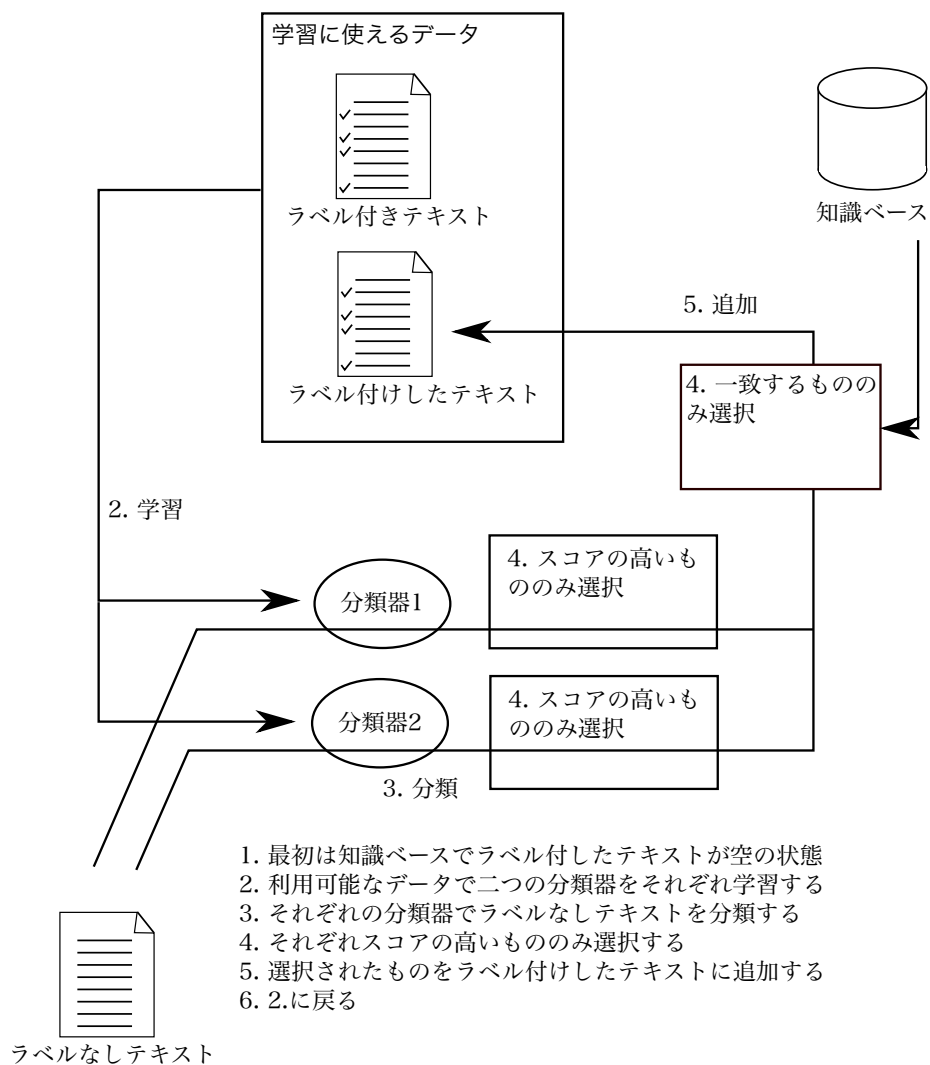 学習に使えるデータ
ラベル付きテキスト
知識ベース
ラベル付けしたテキスト
5. 追加
4. 一致するものの
み選択
2. 学習
分類器1
4. スコアの高いも
ののみ選択
分類器2
4. スコアの高いも
ののみ選択
3. 分類
1. 最初は知識ベースでラベル付したテキストが空の状態
2. 利用可能なデータで二つの分類器をそれぞれ学習する
3. それぞれの分類器でラベルなしテキストを分類する
4. それぞれスコアの高いもののみ選択する
5. 選択されたものをラベル付けしたテキストに追加する
6. 2.に戻る
ラベルなしテキスト